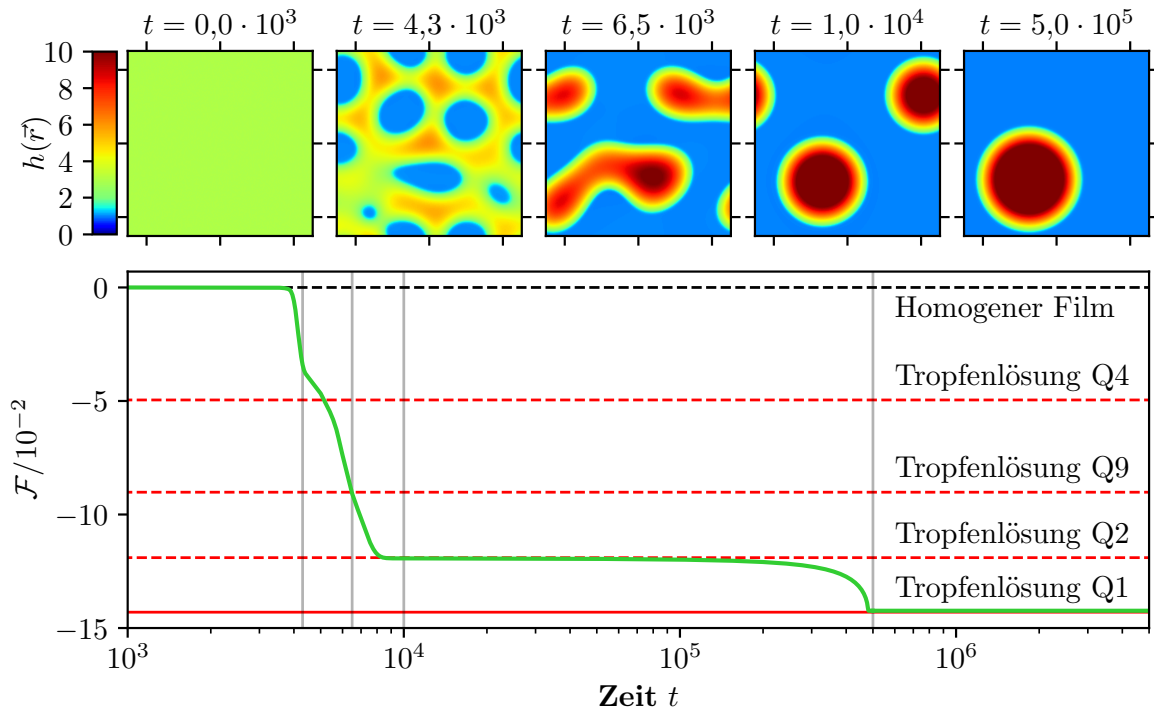 t = 0,0 · 10³ t = 4,3 · 10³ t = 6,5 · 10³ t = 1,0 · 10⁴ t = 5,0 · 10⁵
h(r⃗)
10
8
6
4
2
0
Homogener Film
Tropfenlösung Q4
Tropfenlösung Q9
Tropfenlösung Q2
Tropfenlösung Q1
ℱ/10⁻²
0
−5
−10
−15
10³ 10⁴ 10⁵ 10⁶
Zeit t